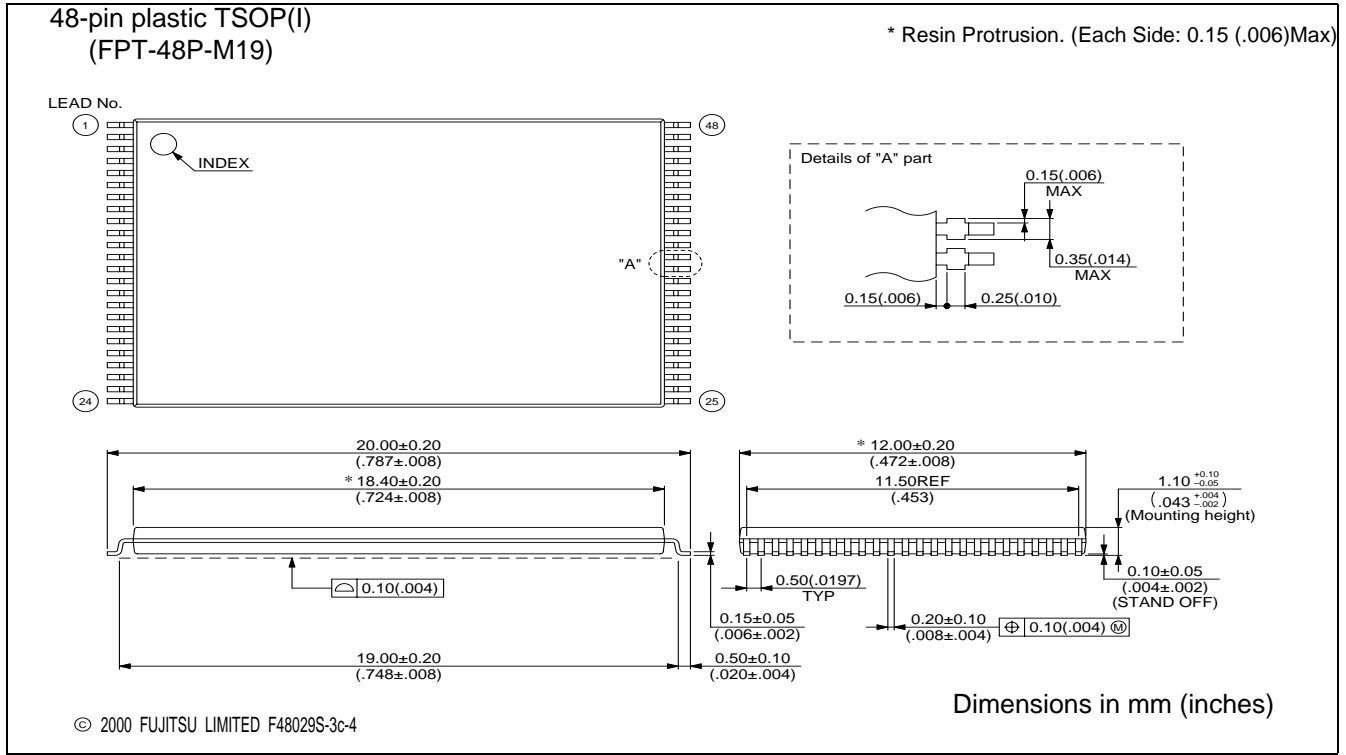 48-pin plastic TSOP(I)
(FPT-48P-M19)
* Resin Protrusion. (Each Side: 0.15 (.006)Max)
LEAD No.
1
48
INDEX
"A"
24
25
Details of "A" part
0.15(.006)
MAX
0.35(.014)
MAX
0.15(.006)
0.25(.010)
20.00±0.20
(.787±.008)
* 18.40±0.20
(.724±.008)
0.10(.004)
19.00±0.20
(.748±.008)
0.50±0.10
(.020±.004)
0.15±0.05
(.006±.002)
* 12.00±0.20
(.472±.008)
11.50REF
(.453)
1.10 +0.10 –0.05
(.043 +.004 –.002)
(Mounting height)
0.50(.0197)
TYP
0.20±0.10
(.008±.004)
⌖ 0.10(.004) Ⓜ
0.10±0.05
(.004±.002)
(STAND OFF)
Dimensions in mm (inches)
© 2000 FUJITSU LIMITED F48029S-3c-4